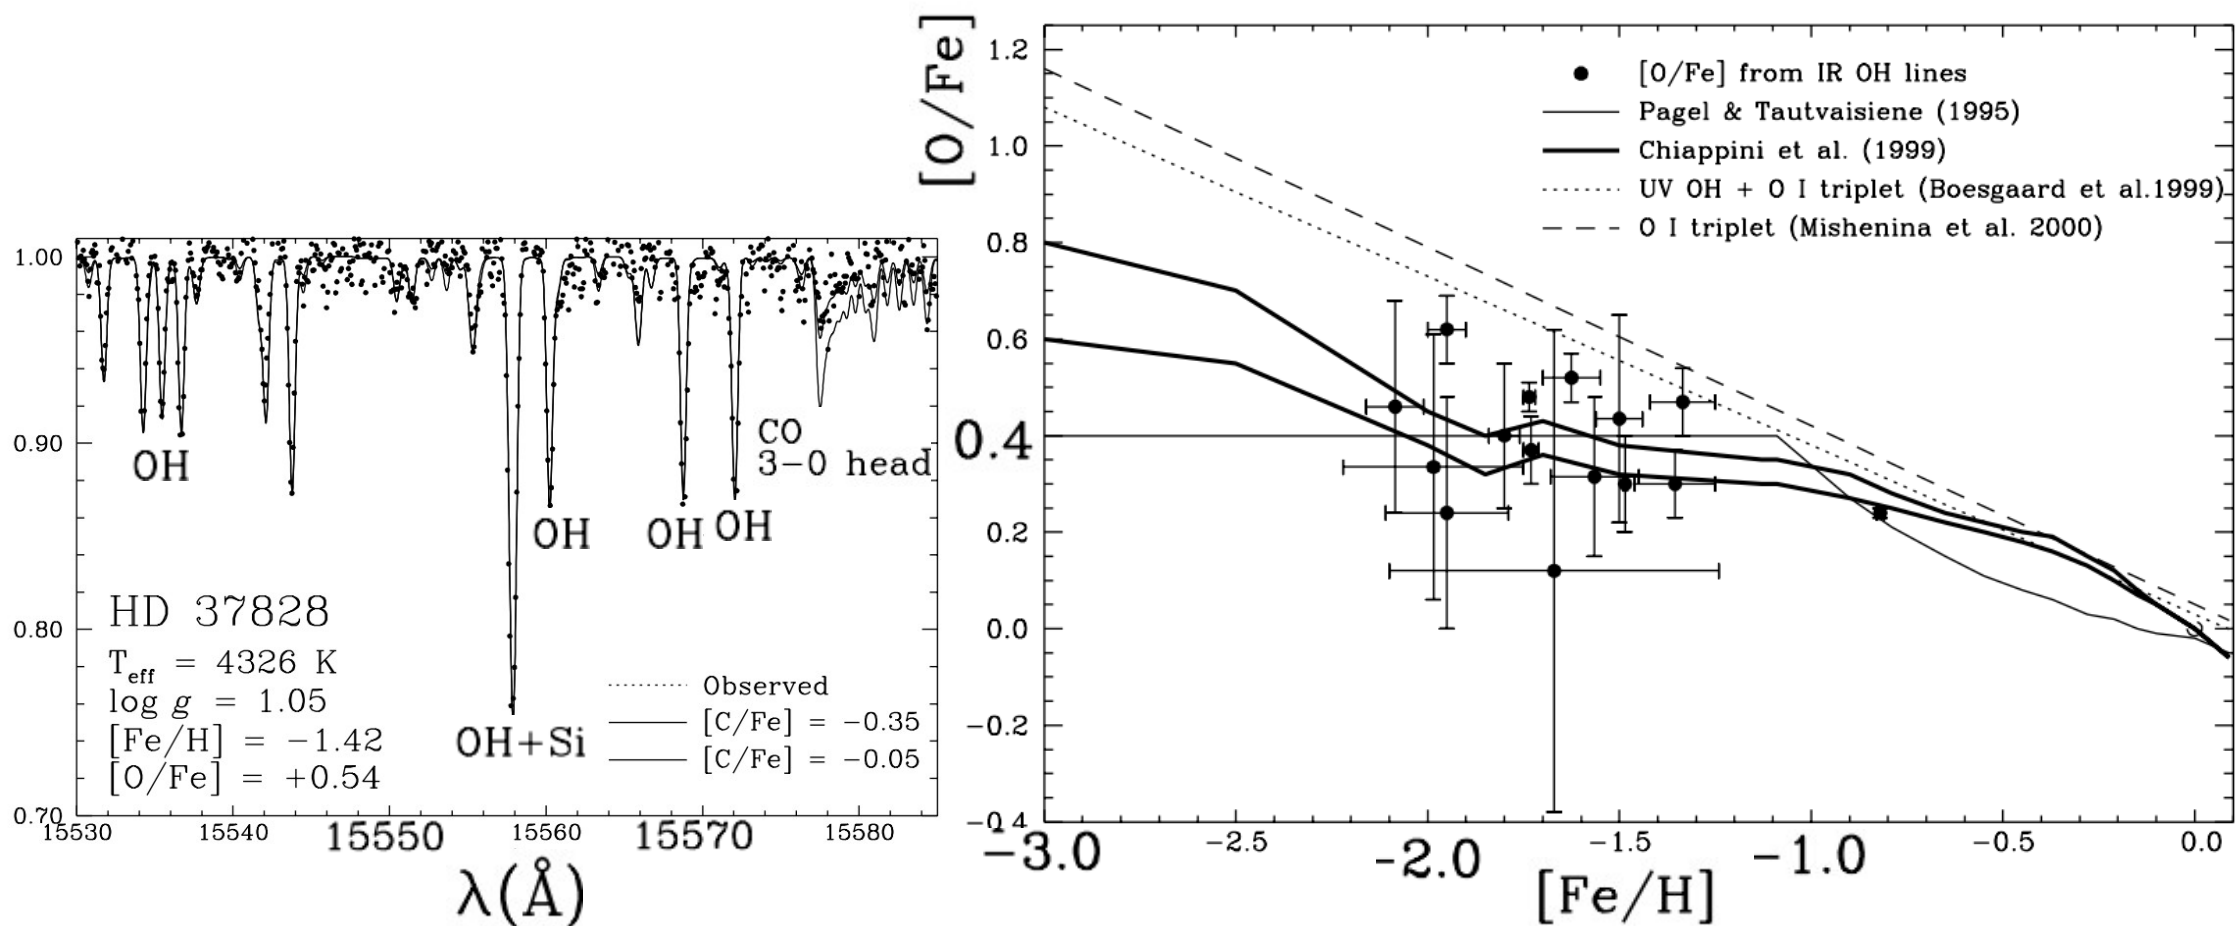 1.00
0.90
0.80
0.70
OH
OH
OH
OH
OH+Si
CO
3−0 head
HD 37828
Teff = 4326 K
log g = 1.05
[Fe/H] = −1.42
[O/Fe] = +0.54
Observed
[C/Fe] = −0.35
[C/Fe] = −0.05
15530
15540
15550
15560
15570
15580
λ(Å)
[O/Fe]
1.2
1.0
0.8
0.6
0.4
0.2
0.0
−0.2
−0.4
[O/Fe] from IR OH lines
Pagel & Tautvaisiene (1995)
Chiappini et al. (1999)
UV OH + O I triplet (Boesgaard et al.1999)
O I triplet (Mishenina et al. 2000)
−3.0
−2.5
−2.0
−1.5
−1.0
−0.5
0.0
[Fe/H]